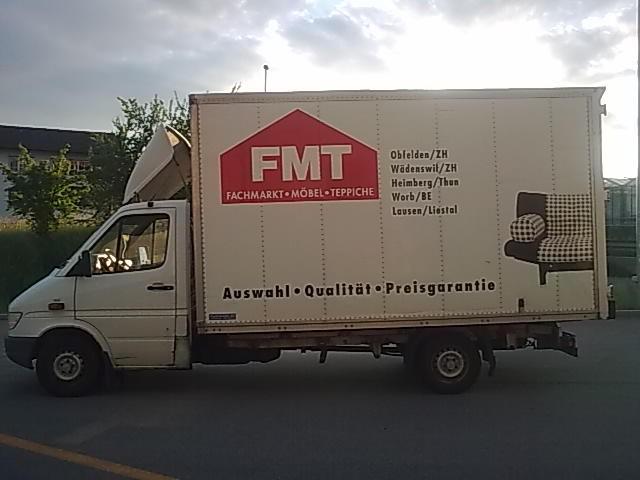 FMT
FACHMARKT•MÖBEL•TEPPICHE
Obfelden/ZH
Wädenswil/ZH
Heimberg/Thun
Worb/BE
Lausen/Liestal
Auswahl•Qualität•Preisgarantie